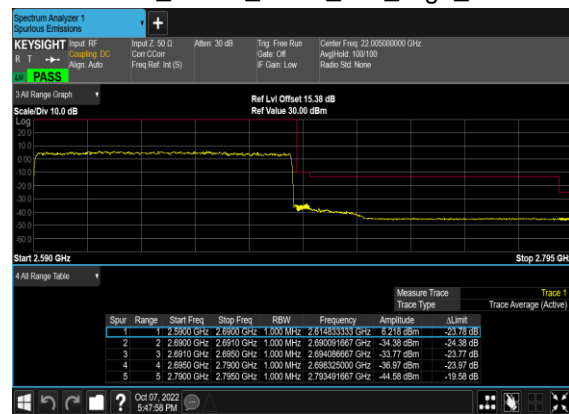 Spectrum Analyzer 1
Spurious Emissions
KEYSIGHT Input: RF
R T Coupling: DC
Align: Auto
Input Z: 50 Ω
Corr CCorr
Freq Ref: Int (S)
Atten: 30 dB
Trig: Free Run
Gate: Off
IF Gain: Low
Center Freq: 22.005000000 GHz
AvgHold: 100/100
Radio Std: None
PASS
3 All Range Graph
Scale/Div 10.0 dB
Ref Lvl Offset 15.38 dB
Ref Value 30.00 dBm
Log
20.0
10.0
0.00
-10.0
-20.0
-30.0
-40.0
-50.0
-60.0
Start 2.590 GHz Stop 2.795 GHz
4 All Range Table
Measure Trace Trace 1
Trace Type Trace Average (Active)
Spur Range Start Freq Stop Freq RBW Frequency Amplitude ΔLimit
1 1 2.5900 GHz 2.6900 GHz 1.000 MHz 2.614833333 GHz 6.218 dBm -23.78 dB
2 2 2.6900 GHz 2.6910 GHz 1.000 MHz 2.690091667 GHz -34.38 dBm -24.38 dB
3 3 2.6910 GHz 2.6950 GHz 1.000 MHz 2.694086667 GHz -33.77 dBm -23.77 dB
4 4 2.6950 GHz 2.7900 GHz 1.000 MHz 2.698325000 GHz -36.97 dBm -23.97 dB
5 5 2.7900 GHz 2.7950 GHz 1.000 MHz 2.793491667 GHz -44.58 dBm -19.58 dB
Oct 07, 2022
5:47:58 PM